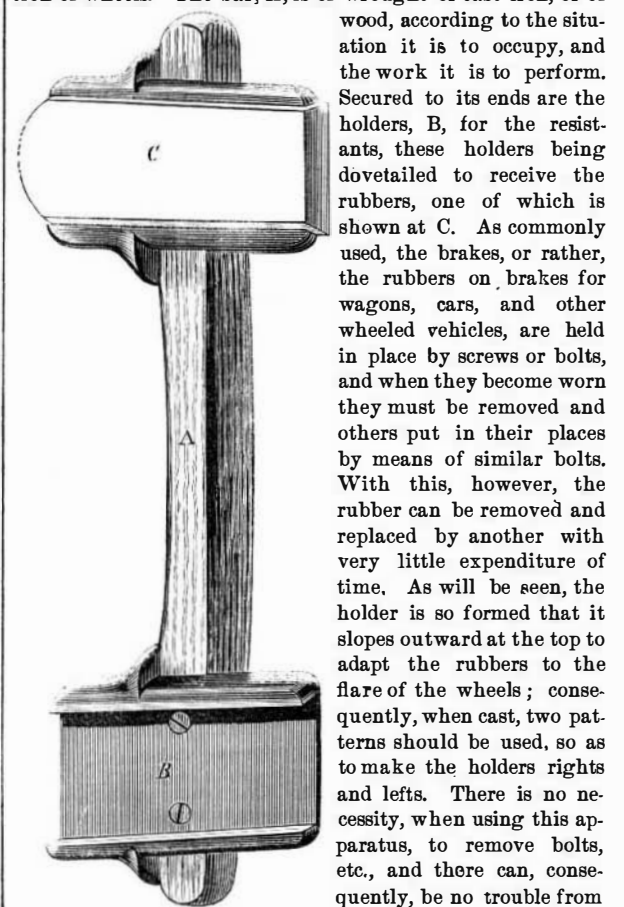 wood, according to the situ-
ation it is to occupy, and
the work it is to perform.
Secured to its ends are the
holders, B, for the resist-
ants, these holders being
dovetailed to receive the
rubbers, one of which is
C
shown at C. As commonly
used, the brakes, or rather,
the rubbers on brakes for
wagons, cars, and other
wheeled vehicles, are held
in place by screws or bolts,
and when they become worn
they must be removed and
A
others put in their places
by means of similar bolts.
With this, however, the
rubber can be removed and
replaced by another with
very little expenditure of
time. As will be seen, the
holder is so formed that it
slopes outward at the top to
adapt the rubbers to the
flare of the wheels; conse-
quently, when cast, two pat-
terns should be used, so as
B
to make the holders rights
and lefts. There is no ne-
cessity, when using this ap-
paratus, to remove bolts,
etc., and there can, conse-
quently, be no trouble from